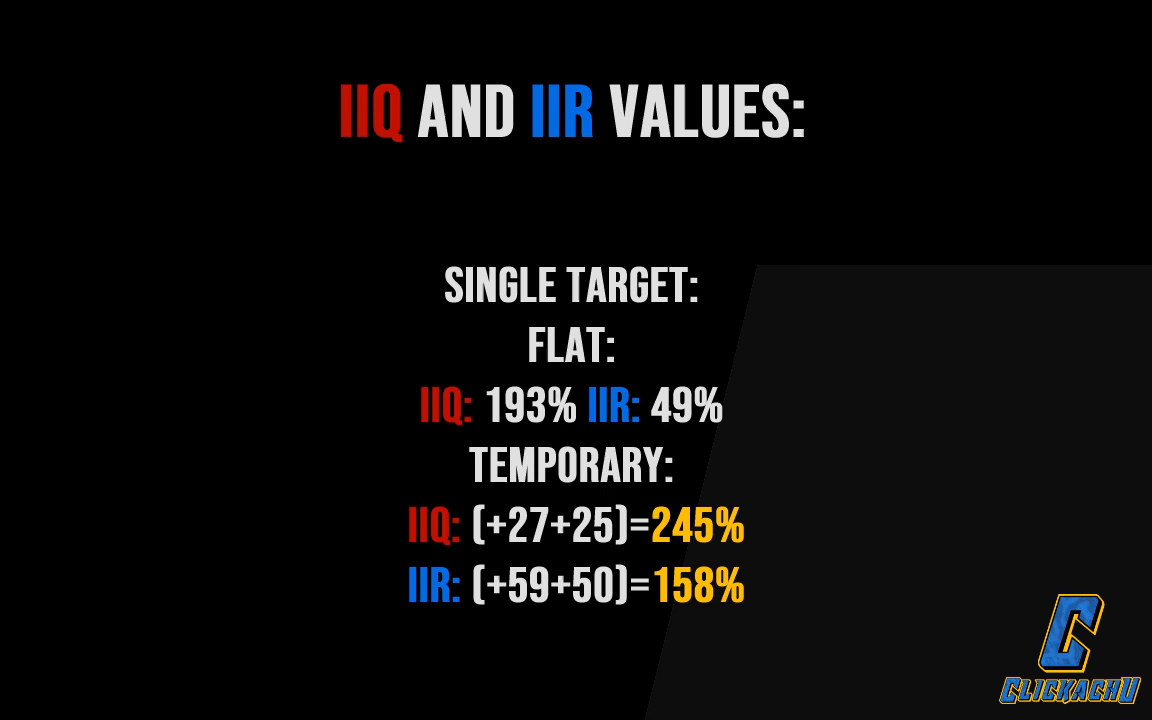 IIQ AND IIR VALUES:
SINGLE TARGET:
FLAT:
IIQ: 193% IIR: 49%
TEMPORARY:
IIQ: (+27+25)=245%
IIR: (+59+50)=158%
CLICKACHU